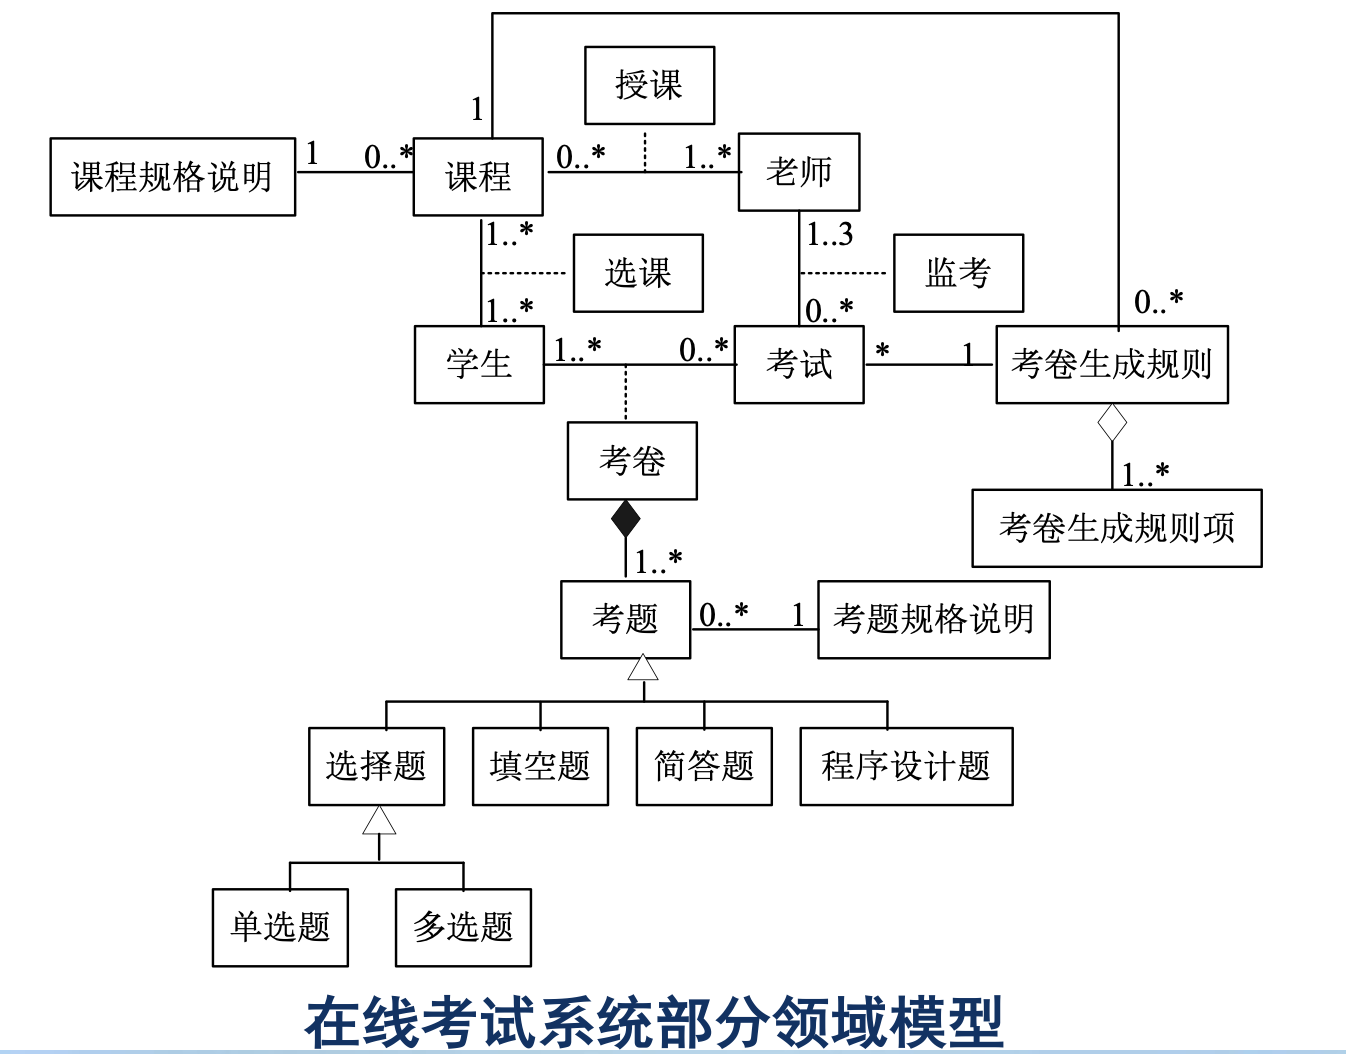 授课
1
课程规格说明
1
0..*
课程
0..*
1..*
老师
1..*
选课
1..3
监考
1..*
0..*
0..*
学生
1..*
0..*
考试
*
1
考卷生成规则
考卷
1..*
考卷生成规则项
1..*
考题
0..*
1
考题规格说明
选择题
填空题
简答题
程序设计题
单选题
多选题
在线考试系统部分领域模型